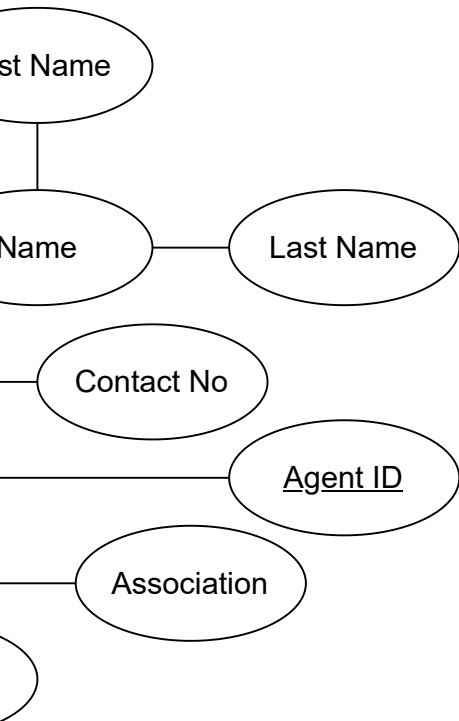 st Name
Name
Last Name
Contact No
Agent ID
Association